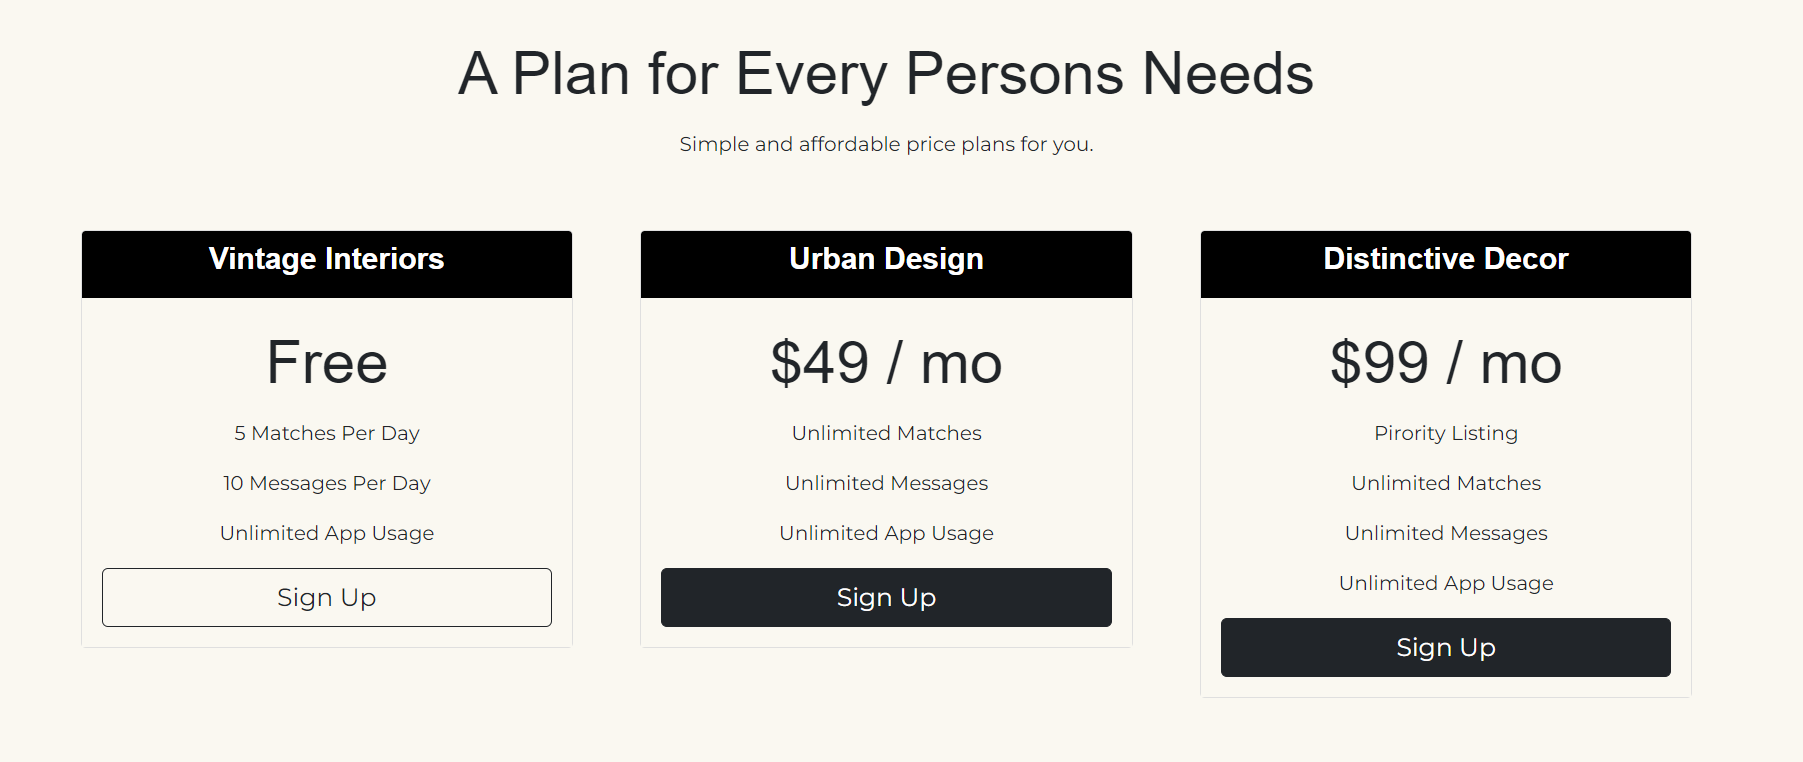 A Plan for Every Persons Needs
Simple and affordable price plans for you.
Vintage Interiors
Free
5 Matches Per Day
10 Messages Per Day
Unlimited App Usage
Sign Up
Urban Design
$49 / mo
Unlimited Matches
Unlimited Messages
Unlimited App Usage
Sign Up
Distinctive Decor
$99 / mo
Pirority Listing
Unlimited Matches
Unlimited Messages
Unlimited App Usage
Sign Up